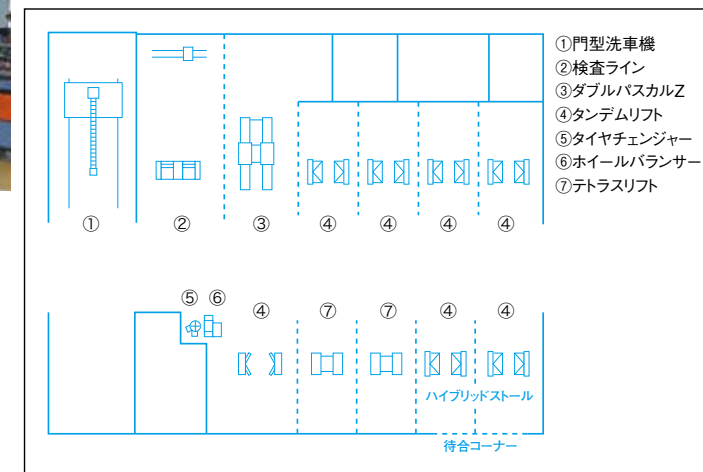 ①門型洗車機
②検査ライン
③ダブルパスカルZ
④タンデムリフト
⑤タイヤチェンジャー
⑥ホイールバランサー
⑦テトラスリフト
① ② ③ ④ ④ ④ ④
⑤ ⑥ ④ ⑦ ⑦ ④ ④
ハイブリッドストール
待合コーナー